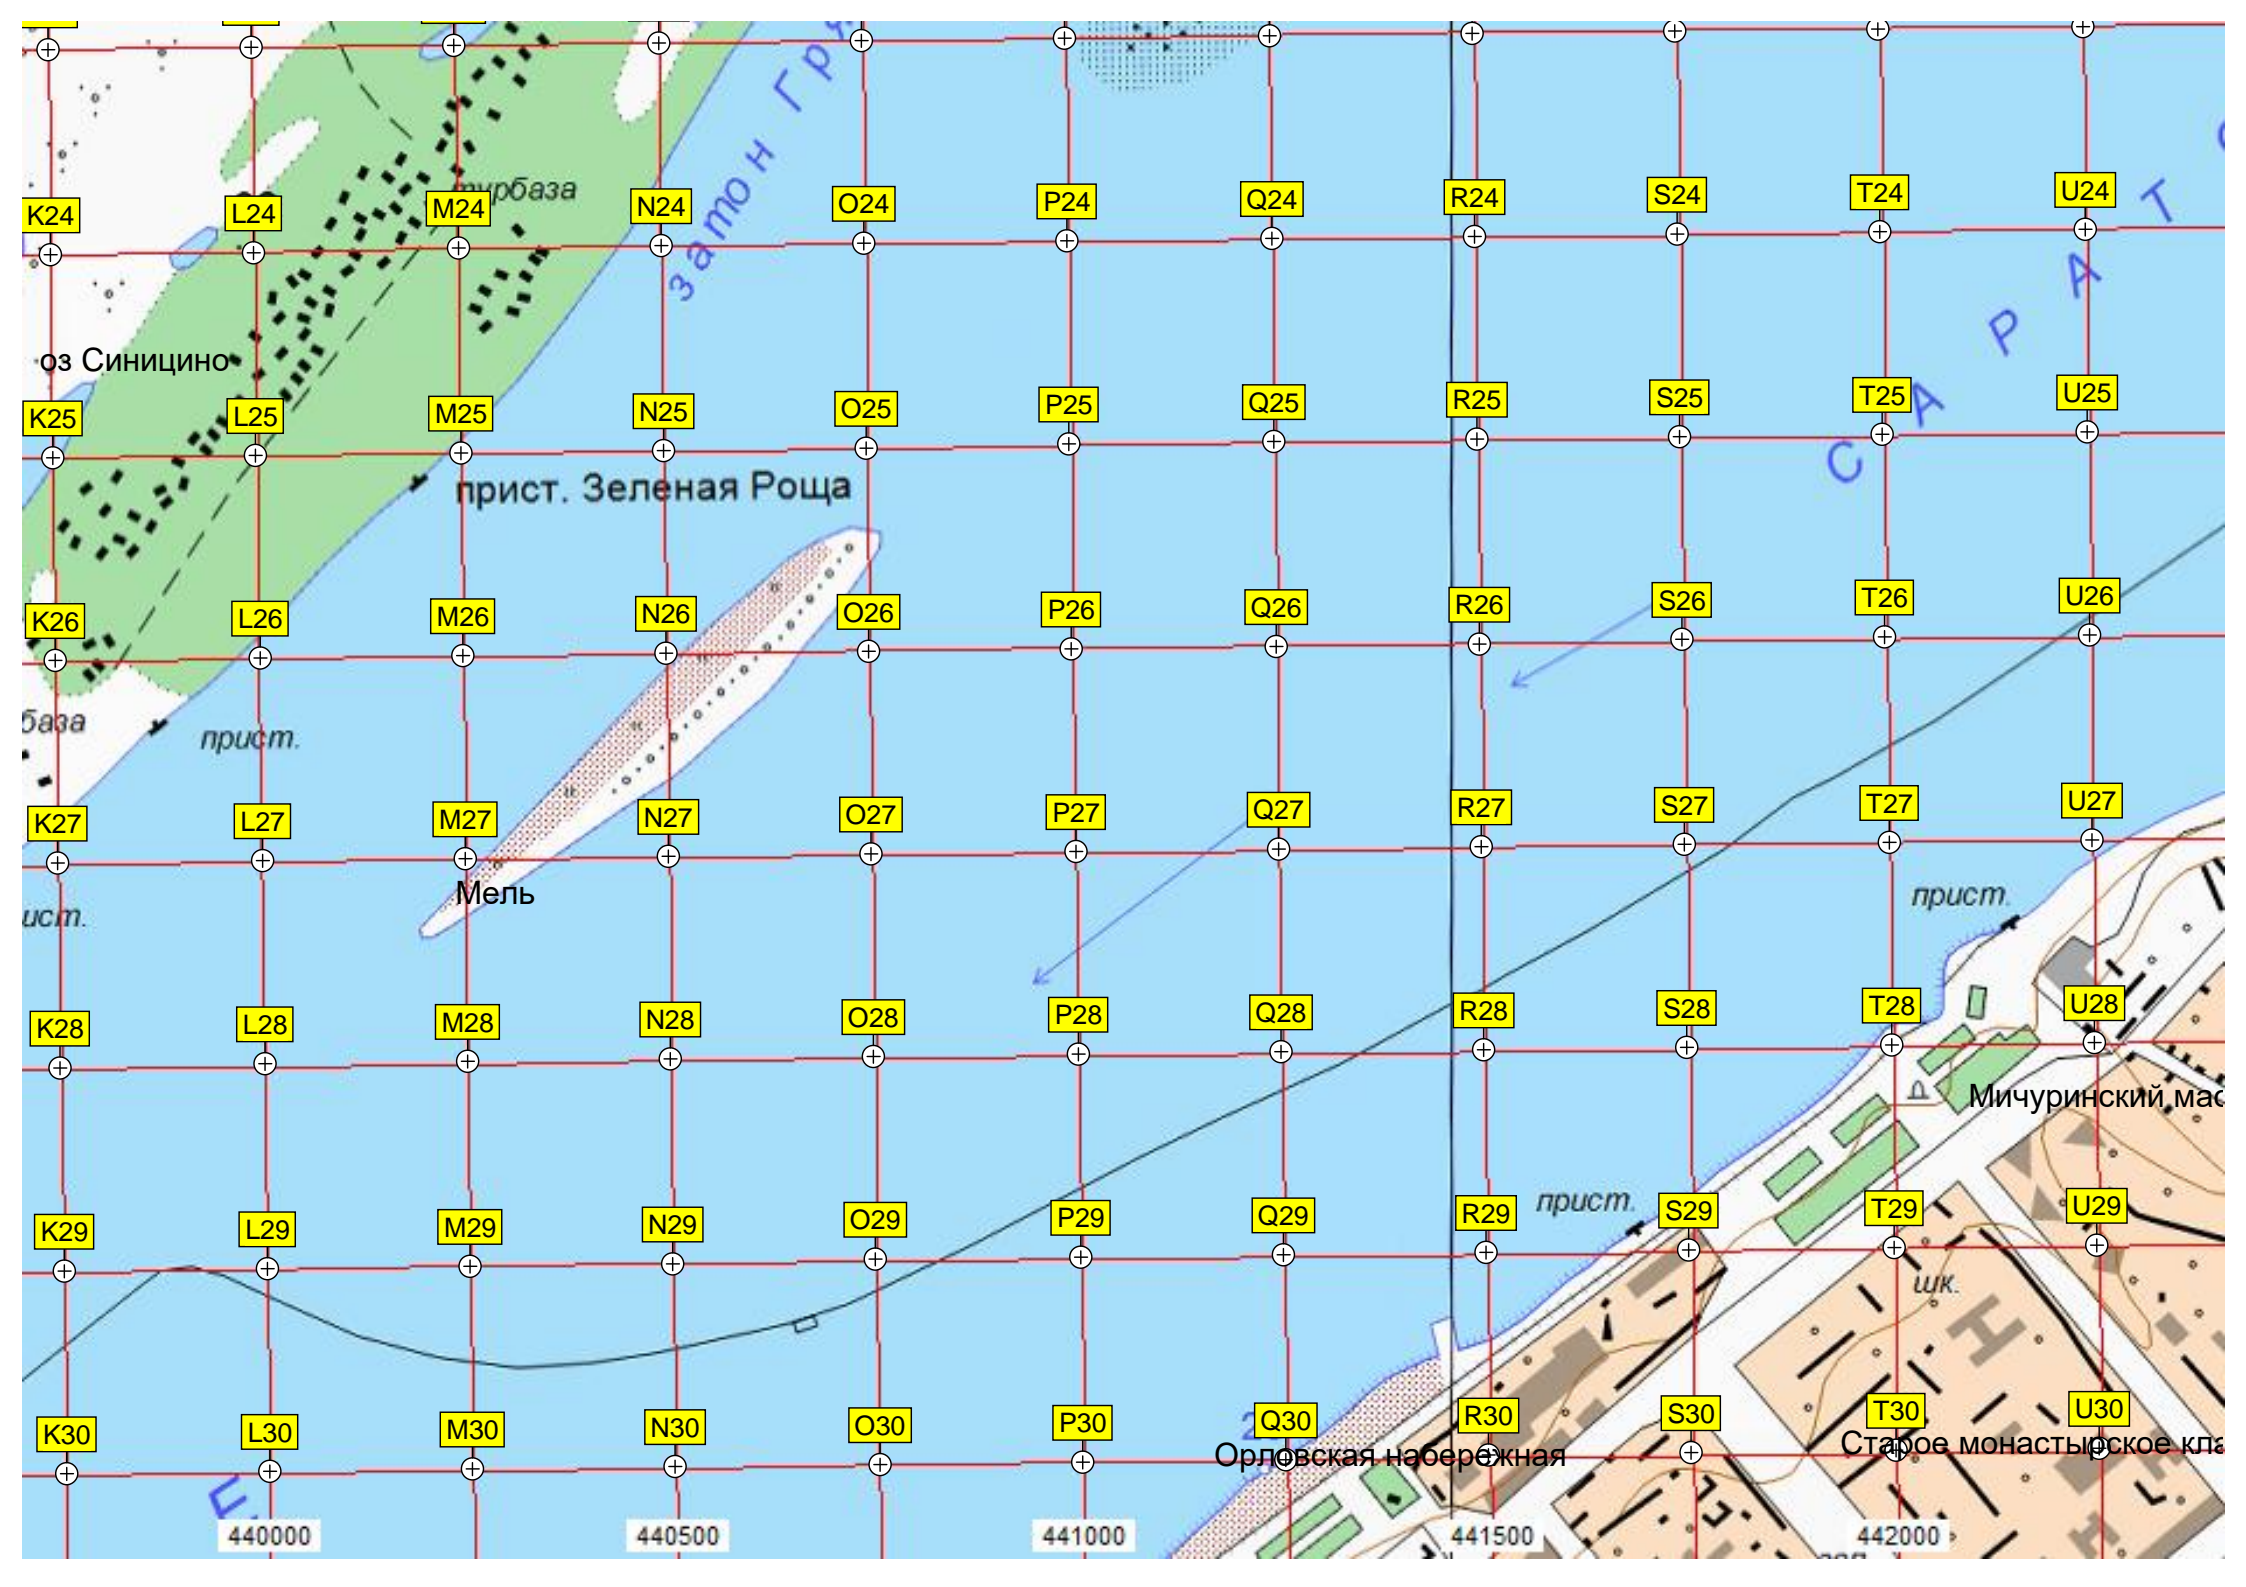 затон Гря
турбаза
K24 L24 M24 N24 O24 P24 Q24 R24 S24 T24 U24
САРАТО
оз Синицино
K25 L25 M25 N25 O25 P25 Q25 R25 S25 T25 U25
прист. Зеленая Роща
K26 L26 M26 N26 O26 P26 Q26 R26 S26 T26 U26
база
прист.
K27 L27 M27 N27 O27 P27 Q27 R27 S27 T27 U27
Мель
ист.
прист.
K28 L28 M28 N28 O28 P28 Q28 R28 S28 T28 U28
Мичуринский мас
K29 L29 M29 N29 O29 P29 Q29 R29 S29 T29 U29
прист.
шк.
K30 L30 M30 N30 O30 P30 Q30 R30 S30 T30 U30
Орловская набережная
Старое монастырское кла
440000 440500 441000 441500 442000